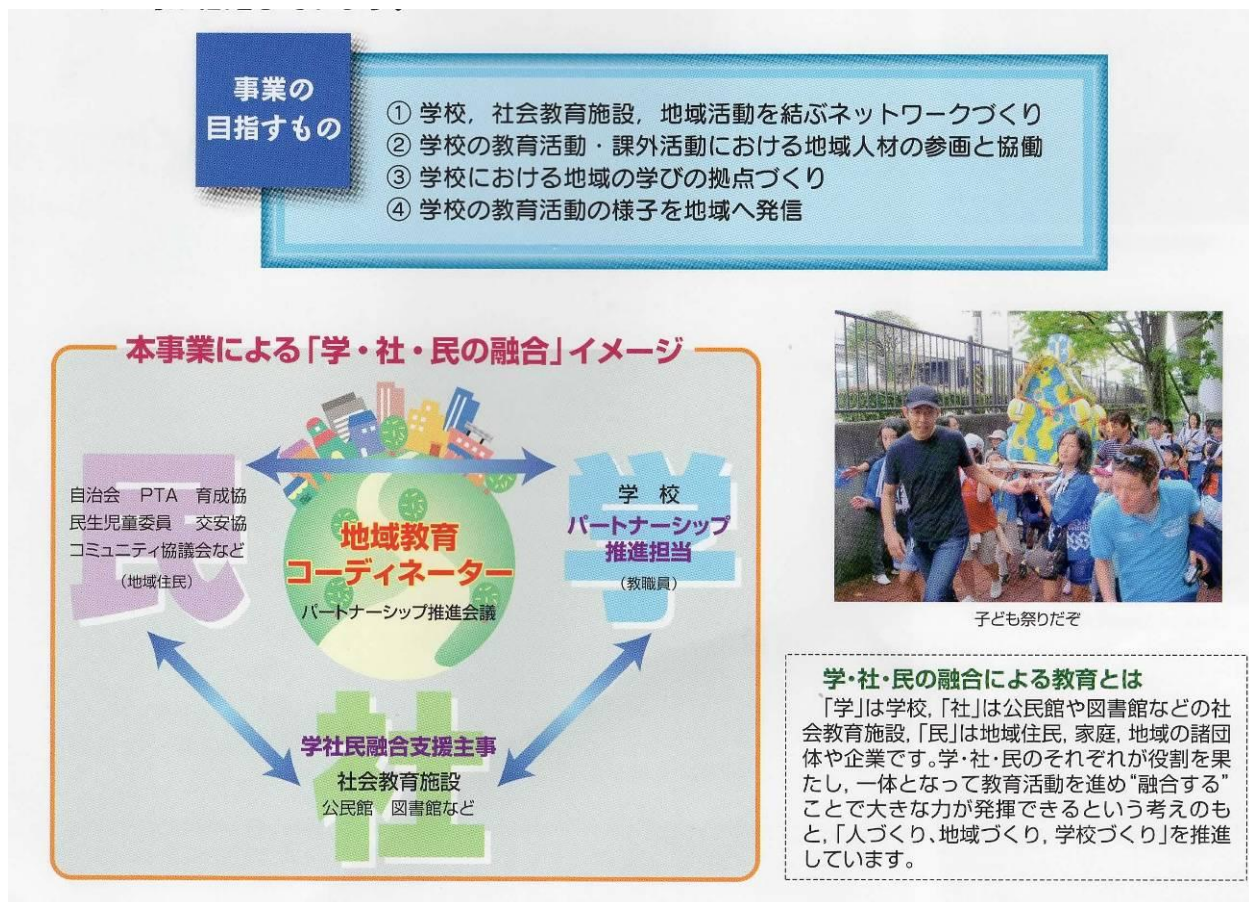 事業の
目指すもの
① 学校，社会教育施設，地域活動を結ぶネットワークづくり
② 学校の教育活動・課外活動における地域人材の参画と協働
③ 学校における地域の学びの拠点づくり
④ 学校の教育活動の様子を地域へ発信
本事業による「学・社・民の融合」イメージ
民
自治会　PTA　育成協
民生児童委員　交安協
コミュニティ協議会など
（地域住民）
地域教育
コーディネーター
パートナーシップ推進会議
学
学　校
パートナーシップ
推進担当
（教職員）
社
学社民融合支援主事
社会教育施設
公民館　図書館など
子ども祭りだぞ
学・社・民の融合による教育とは
「学」は学校，「社」は公民館や図書館などの社
会教育施設，「民」は地域住民，家庭，地域の諸団
体や企業です。学・社・民のそれぞれが役割を果
たし，一体となって教育活動を進め“融合する”
ことで大きな力が発揮できるという考えのも
と，「人づくり、地域づくり，学校づくり」を推進
しています。